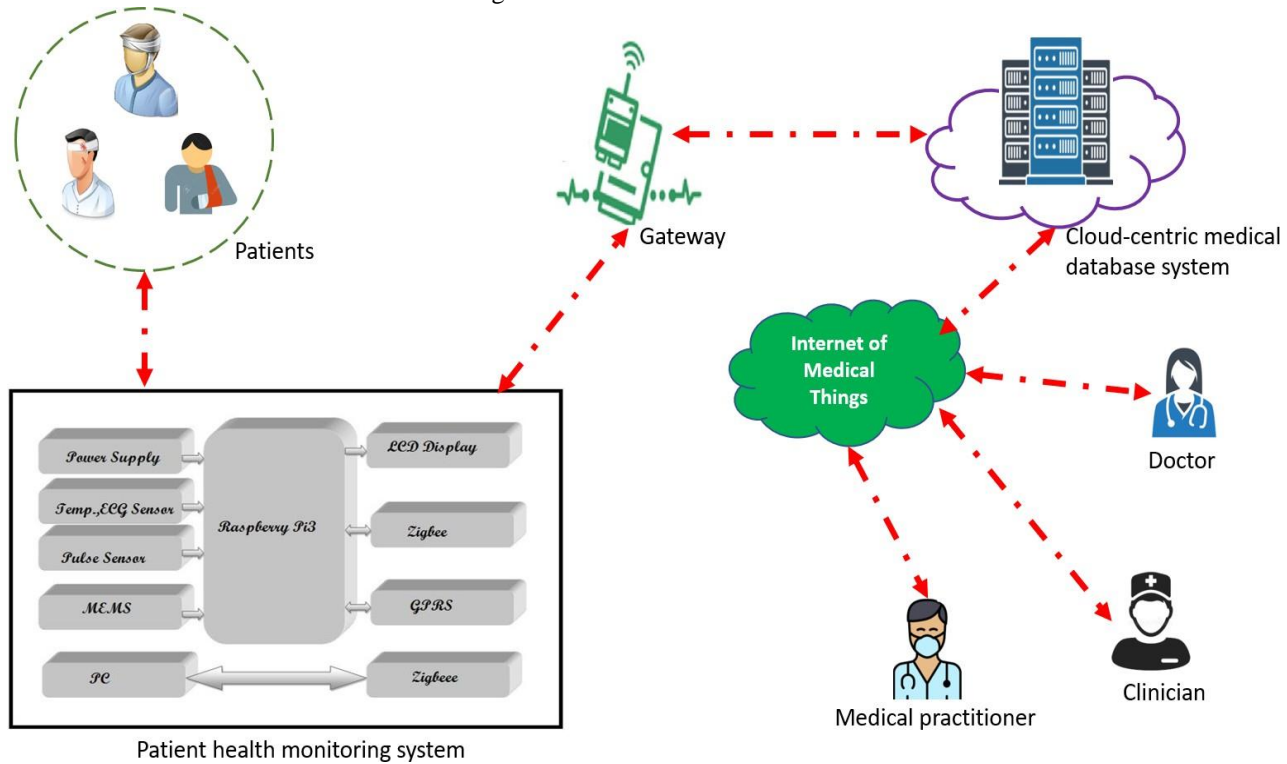 Patients
Gateway
Cloud-centric medical
database system
Internet of
Medical
Things
Doctor
Clinician
Medical practitioner
Power Supply
Temp.,ECG Sensor
Pulse Sensor
MEMS
PC
Raspberry Pi3
LCD Display
Zigbee
GPRS
Zigbeee
Patient health monitoring system